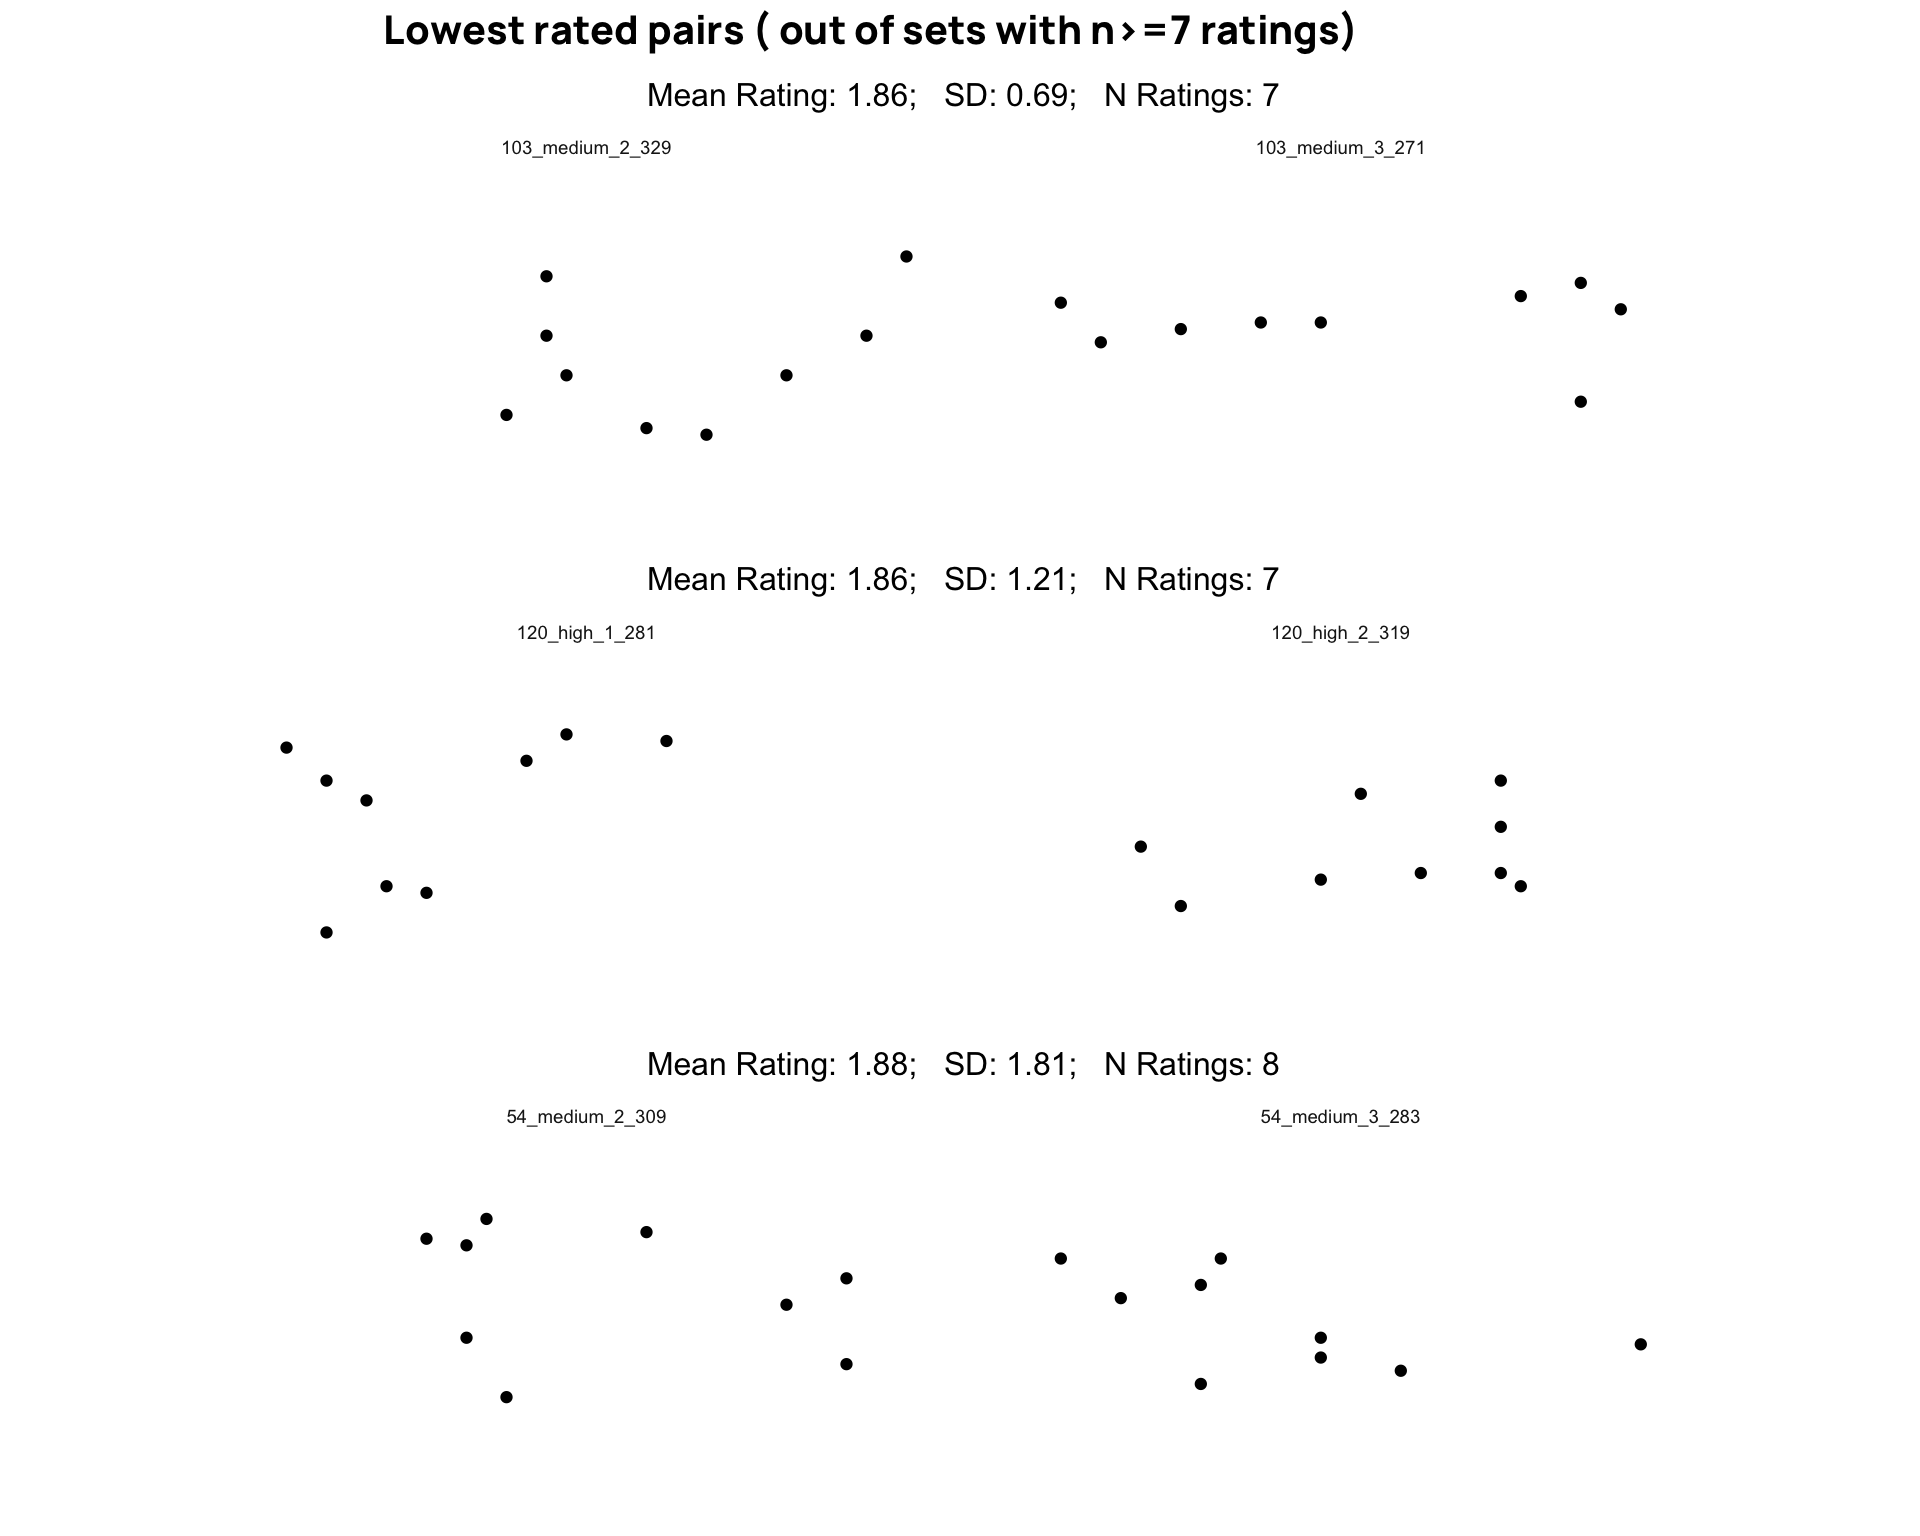 Lowest rated pairs ( out of sets with n>=7 ratings)
Mean Rating: 1.86;   SD: 0.69;   N Ratings: 7
103_medium_2_329
103_medium_3_271
Mean Rating: 1.86;   SD: 1.21;   N Ratings: 7
120_high_1_281
120_high_2_319
Mean Rating: 1.88;   SD: 1.81;   N Ratings: 8
54_medium_2_309
54_medium_3_283